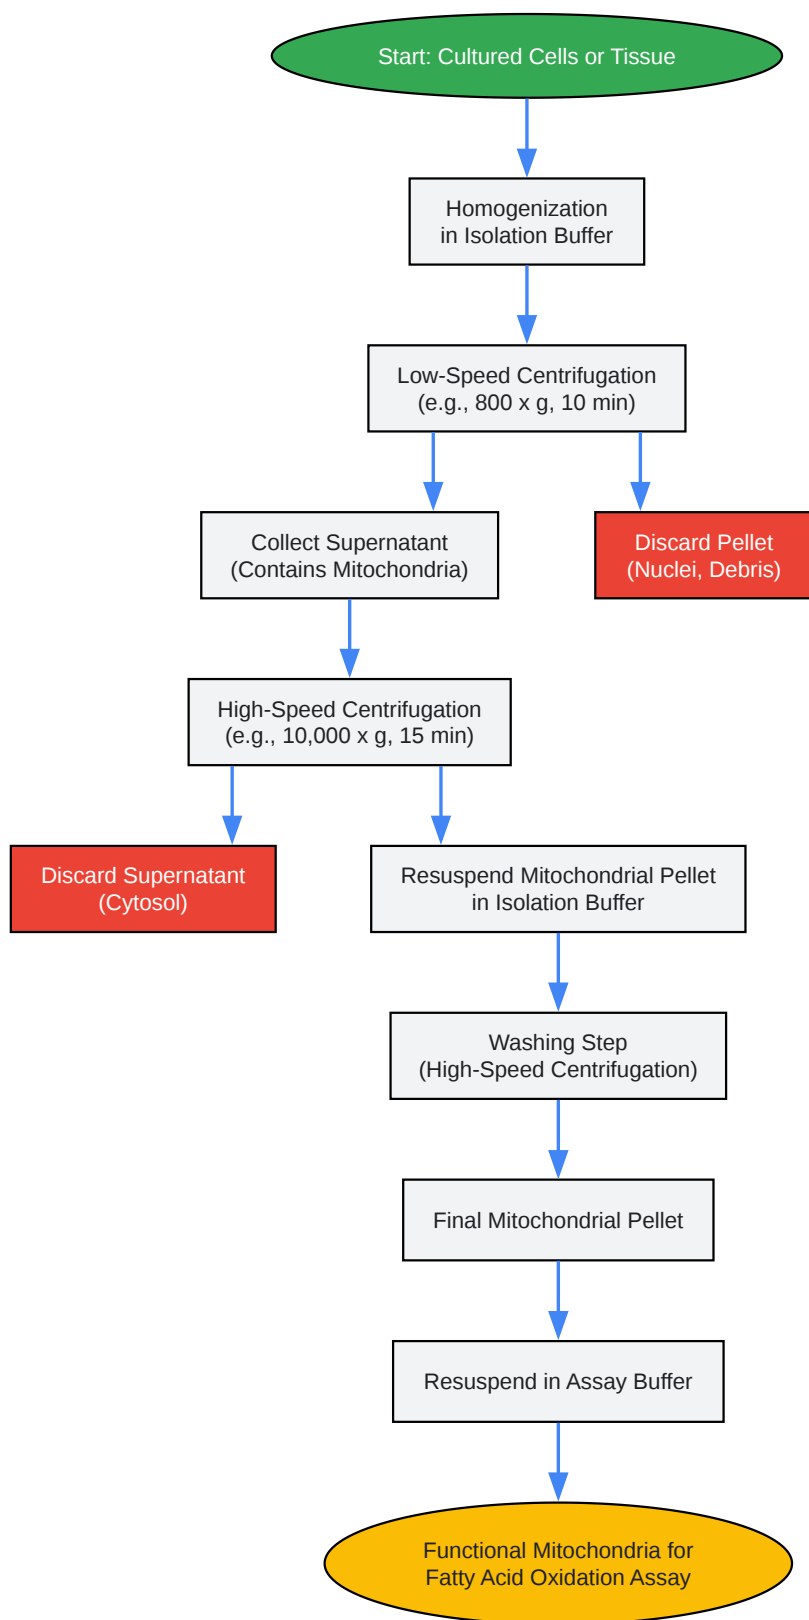 Start: Cultured Cells or Tissue
Homogenization
in Isolation Buffer
Low-Speed Centrifugation
(e.g., 800 x g, 10 min)
Collect Supernatant
(Contains Mitochondria)
Discard Pellet
(Nuclei, Debris)
High-Speed Centrifugation
(e.g., 10,000 x g, 15 min)
Discard Supernatant
(Cytosol)
Resuspend Mitochondrial Pellet
in Isolation Buffer
Washing Step
(High-Speed Centrifugation)
Final Mitochondrial Pellet
Resuspend in Assay Buffer
Functional Mitochondria for
Fatty Acid Oxidation Assay